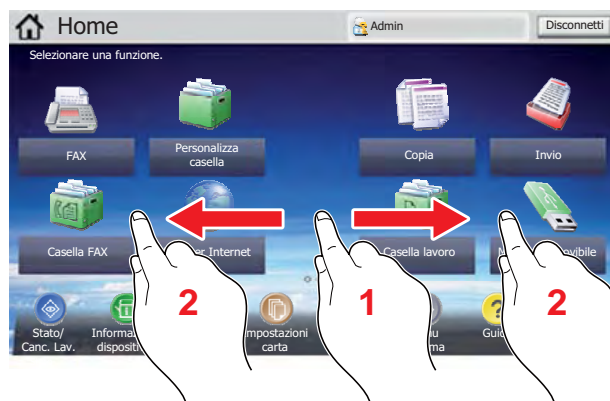 Home
Admin
Disconnetti
Selezionare una funzione.
FAX
Personalizza
casella
Copia
Invio
Casella FAX
Internet
Casella lavoro
2
1
2
Stato/
Canc. Lav.
carta